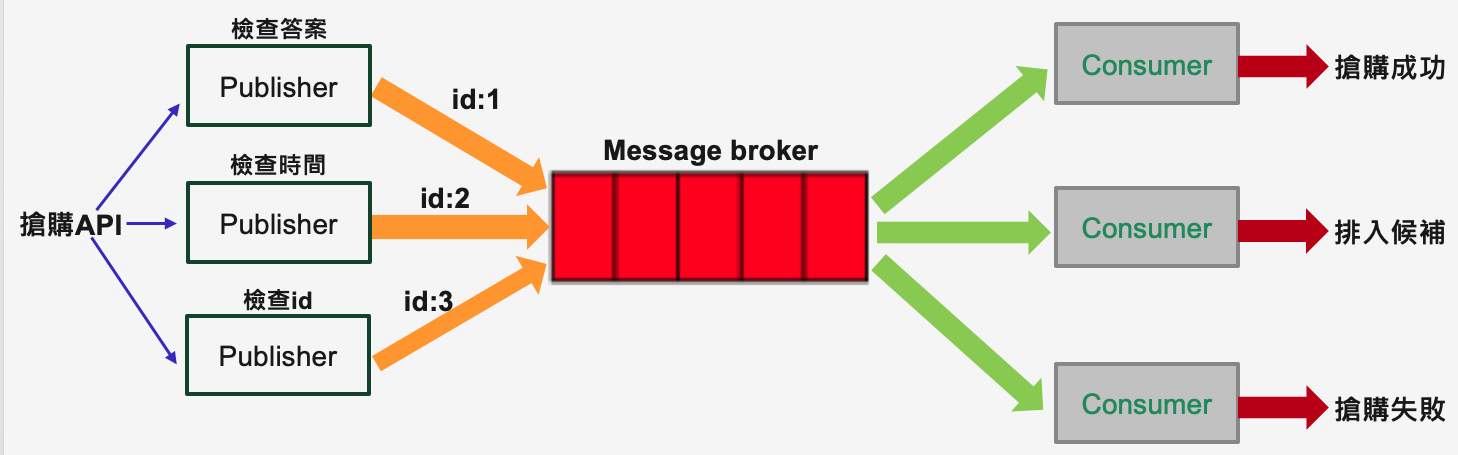 搶購API
檢查答案
Publisher
檢查時間
Publisher
檢查id
Publisher
id:1
id:2
id:3
Message broker
Consumer
搶購成功
Consumer
排入候補
Consumer
搶購失敗